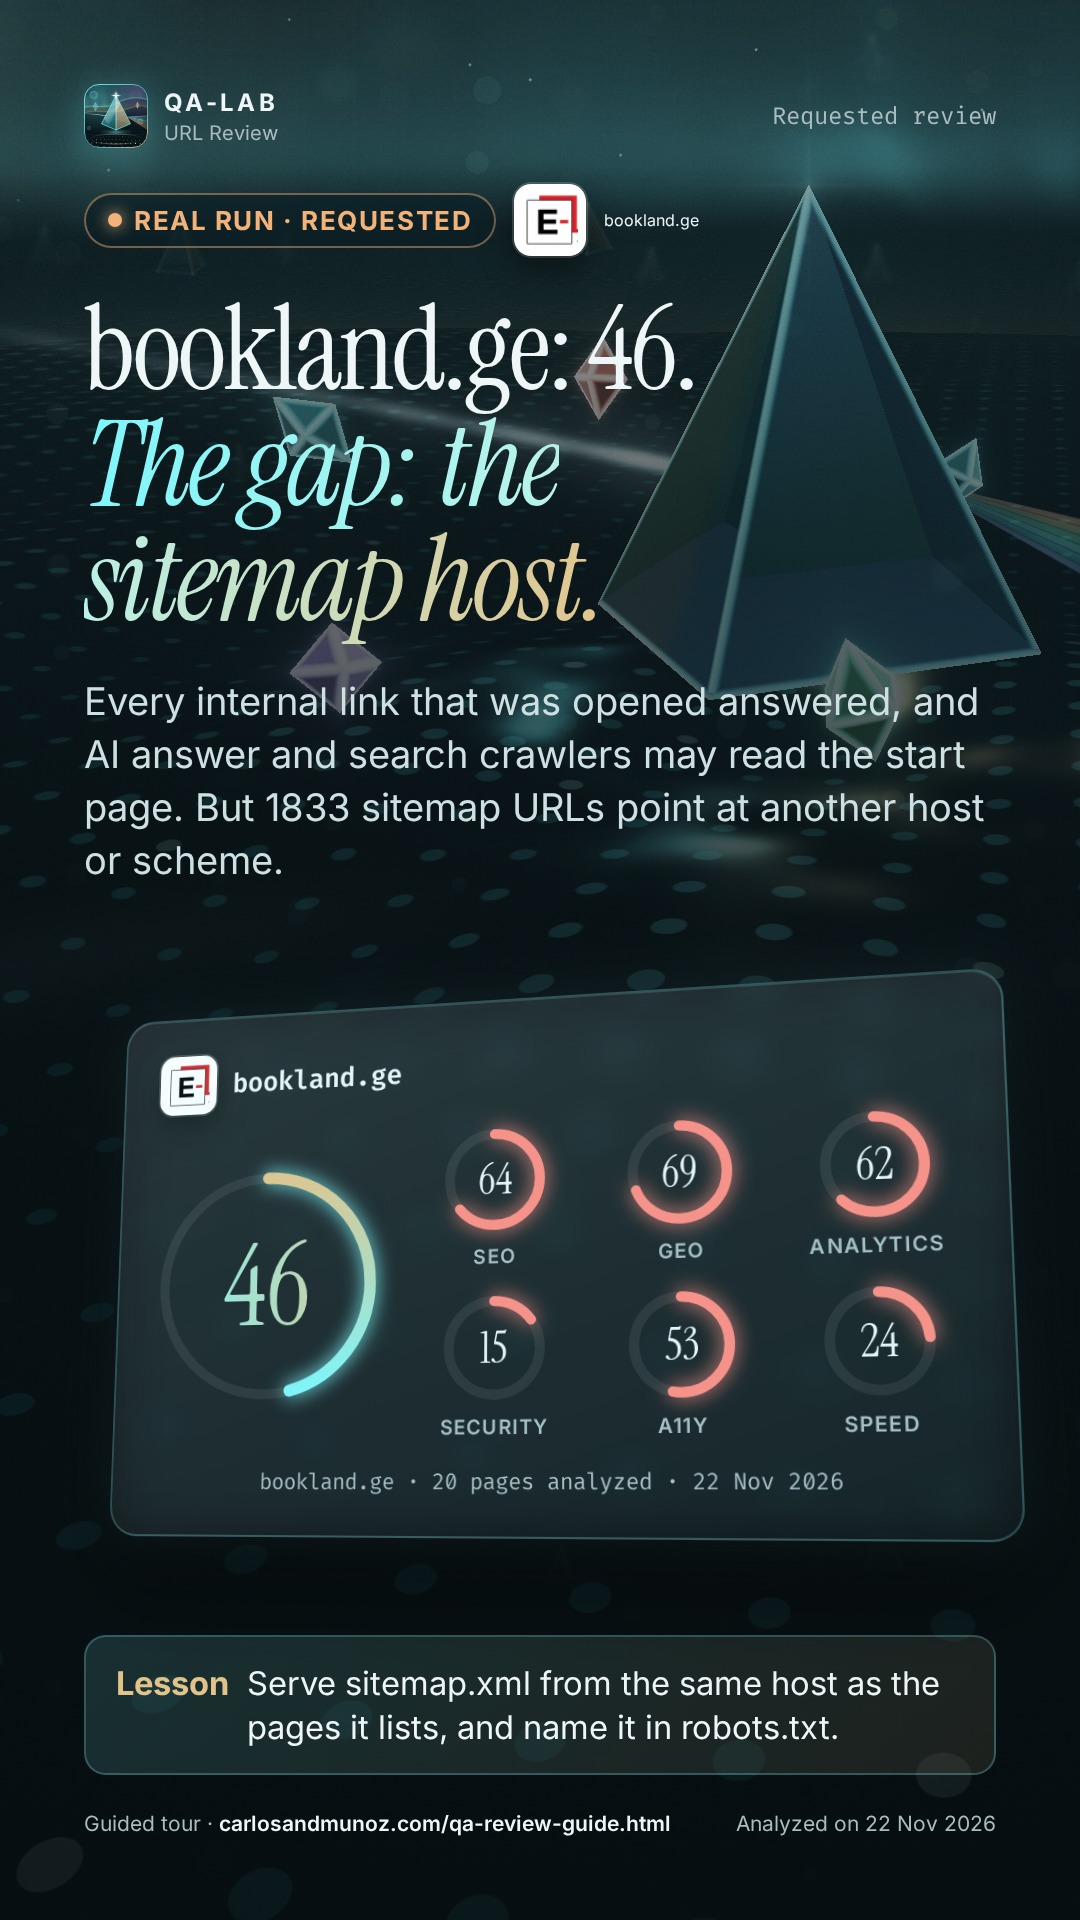 QA-LAB
URL Review
Requested review
REAL RUN · REQUESTED
E-
bookland.ge
bookland.ge: 46.
The gap: the
sitemap host.
Every internal link that was opened answered, and
AI answer and search crawlers may read the start
page. But 1833 sitemap URLs point at another host
or scheme.
E-
bookland.ge
46
64
SEO
69
GEO
62
ANALYTICS
15
SECURITY
53
A11Y
24
SPEED
bookland.ge · 20 pages analyzed · 22 Nov 2026
Lesson Serve sitemap.xml from the same host as the
pages it lists, and name it in robots.txt.
Guided tour · carlosandmunoz.com/qa-review-guide.html
Analyzed on 22 Nov 2026